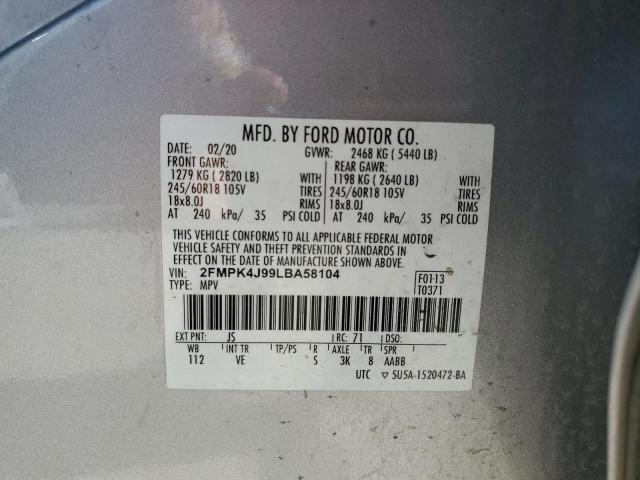 MFD. BY FORD MOTOR CO.
DATE: 02/20 GVWR: 2468 KG ( 5440 LB)
FRONT GAWR: REAR GAWR:
1279 KG ( 2820 LB) WITH 1198 KG ( 2640 LB) WITH
245/60R18 105V TIRES 245/60R18 105V TIRES
18x8.0J RIMS 18x8.0J RIMS
AT 240 kPa/ 35 PSI COLD AT 240 kPa/ 35 PSI COLD
THIS VEHICLE CONFORMS TO ALL APPLICABLE FEDERAL MOTOR
VEHICLE SAFETY AND THEFT PREVENTION STANDARDS IN
EFFECT ON THE DATE OF MANUFACTURE SHOWN ABOVE.
VIN: 2FMPK4J99LBA58104
TYPE: MPV
F0113
T0371
EXT PNT: JS RC: 71 DSO:
WB INT TR TP/PS R AXLE TR SPR
112 VE S 3K 8 AABB
UTC 5U5A-1520472-BA